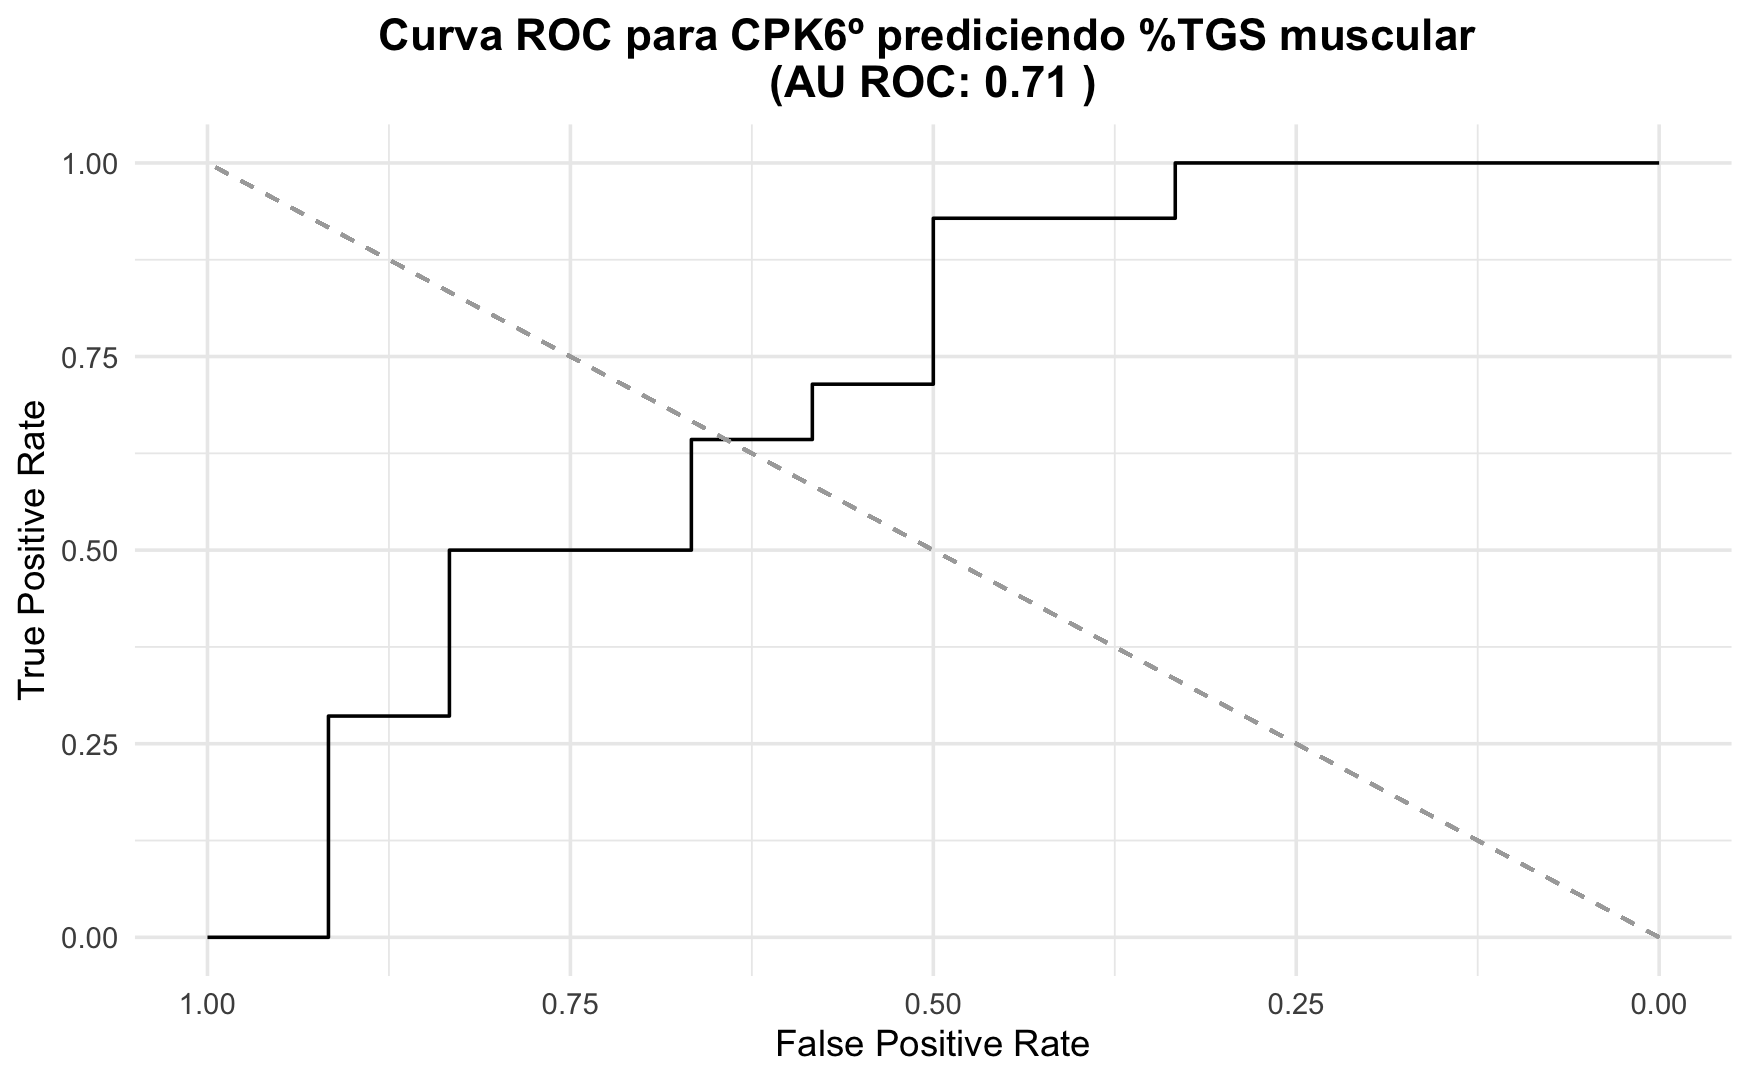 Curva ROC para CPK6º prediciendo %TGS muscular
(AU ROC: 0.71 )
True Positive Rate
1.00
0.75
0.50
0.25
0.00
1.00 0.75 0.50 0.25 0.00
False Positive Rate